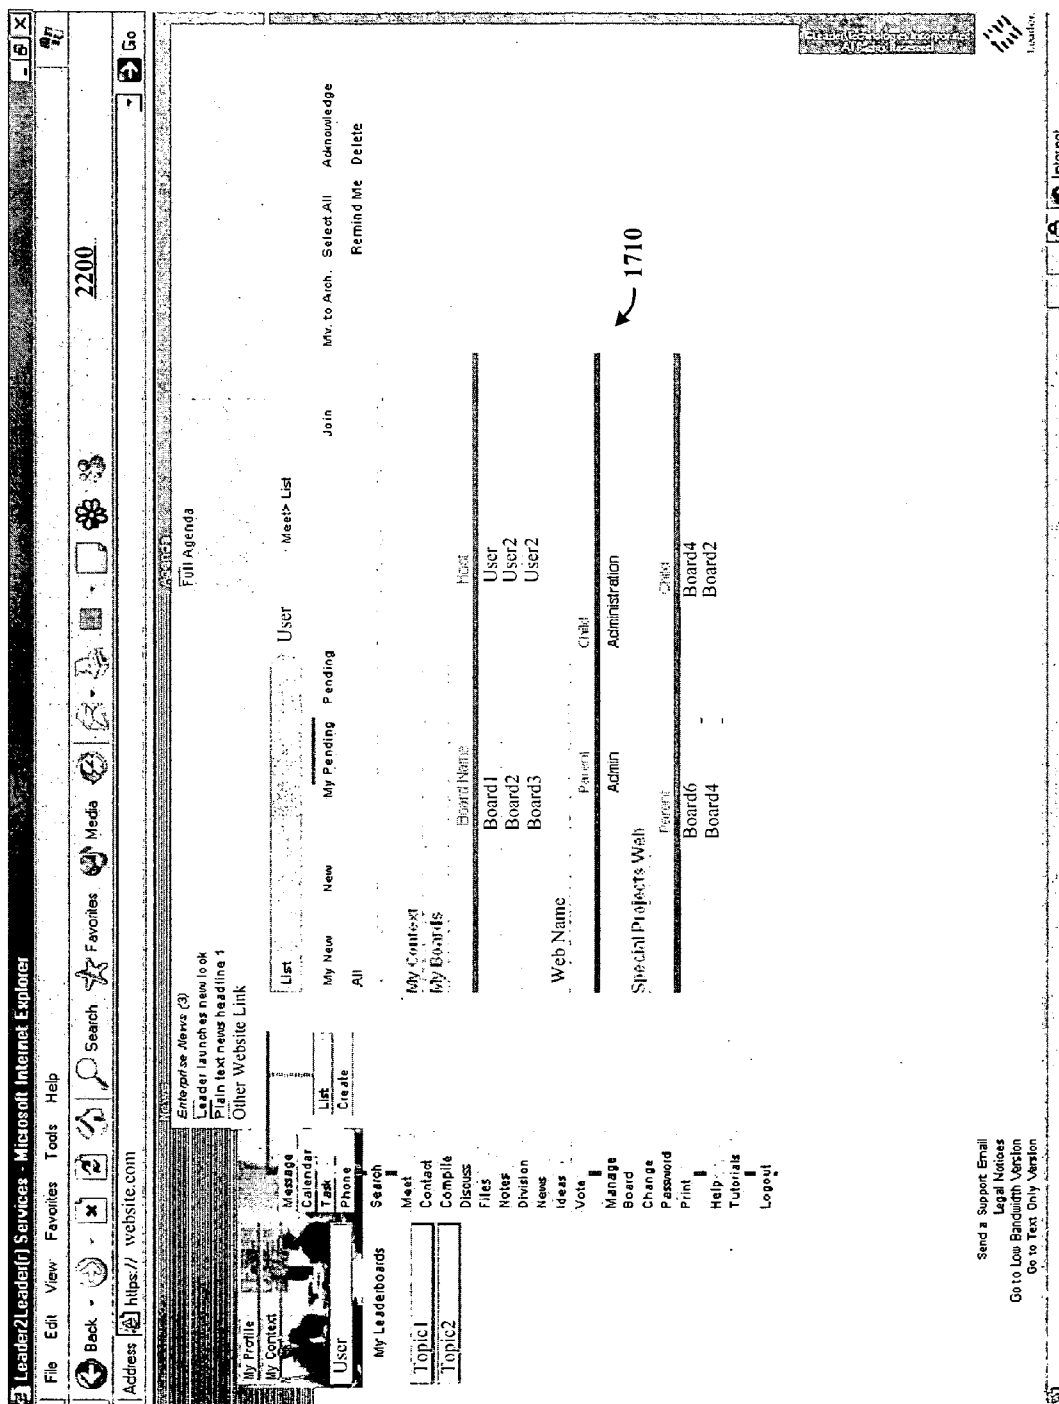 Leader2Leader(r) Services - Microsoft Internet Explorer
File Edit View Favorites Tools Help
Back Search Favorites Media
2200
Address https:// website.com Go
News
Agenda
Enterprise News (3)
Leader launches new look
Plain text news headline 1
Other Website Link
Full Agenda
My Profile
My Context
User
Message
Calendar
Task
Phone
Search
Meet
Contact
Compile
Discuss
Files
Notes
Division
News
Ideas
Vote
Manage
Board
Change
Password
Print
Help
Tutorials
Logout
My Leaderboards
Topic1
Topic2
List
Create
List User Meet> List
My New New My Pending Pending Join Mv. to Arch. Select All Acknowledge
All Remind Me Delete
My Context
My Boards
Board Name Host
Board1 User
Board2 User2
Board3 User2
Web Name
Parent Child
Admin Administration
1710
Special Projects Web
Parent Child
Board6 Board4
Board4 Board2
Send a Support Email
Legal Notices
Go to Low Bandwidth Version
Go to Text Only Version
Leader
Internet